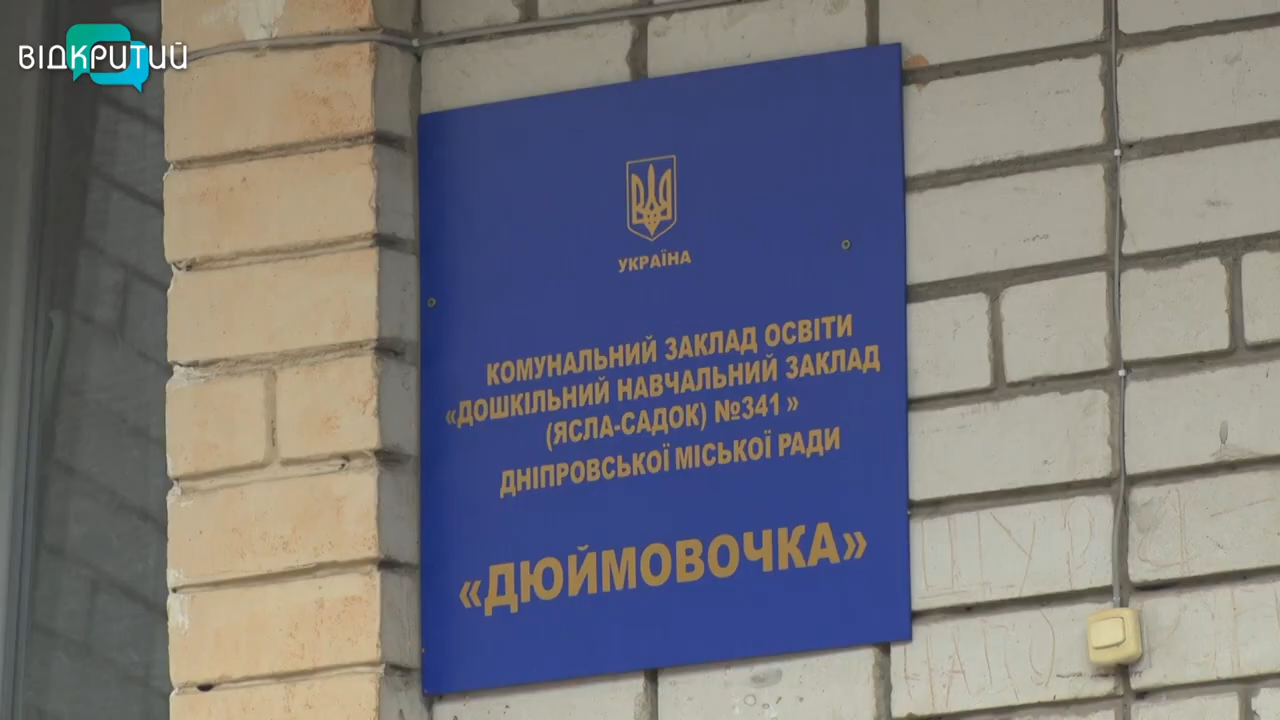 ВІДКРИТИЙ
УКРАЇНА
КОМУНАЛЬНИЙ ЗАКЛАД ОСВІТИ
«ДОШКІЛЬНИЙ НАВЧАЛЬНИЙ ЗАКЛАД
(ЯСЛА-САДОК) №341 »
ДНІПРОВСЬКОЇ МІСЬКОЇ РАДИ
«ДЮЙМОВОЧКА»